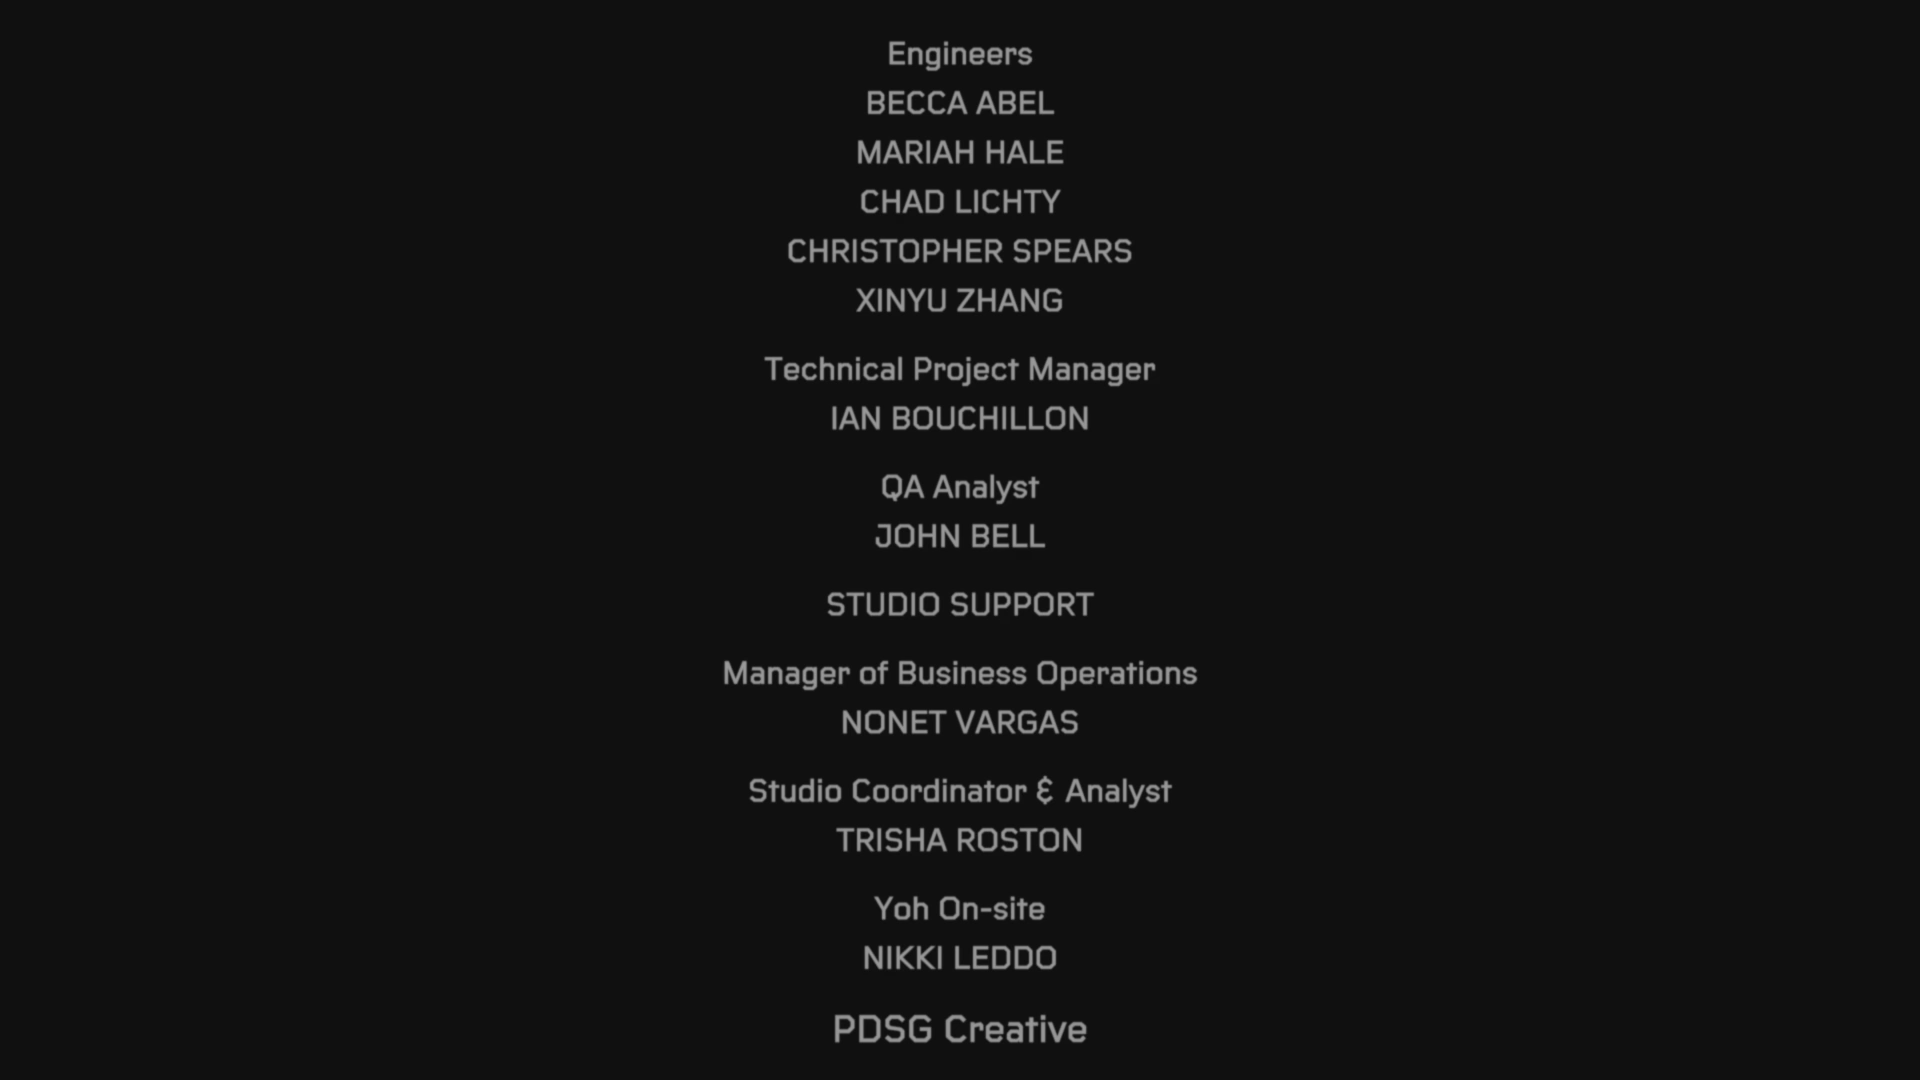 Engineers
BECCA ABEL
MARIAH HALE
CHAD LICHTY
CHRISTOPHER SPEARS
XINYU ZHANG
Technical Project Manager
IAN BOUCHILLON
QA Analyst
JOHN BELL
STUDIO SUPPORT
Manager of Business Operations
NONET VARGAS
Studio Coordinator & Analyst
TRISHA ROSTON
Yoh On-site
NIKKI LEDDO
PDSG Creative